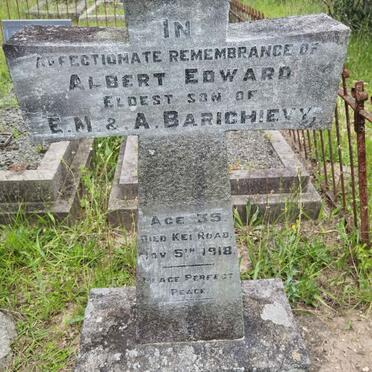 IN
AFFECTIONATE REMEMBRANCE OF
ALBERT EDWARD
ELDEST SON OF
E.M & A. BARICHIEVY
AGE 35
DIED KEI ROAD
NOV 5TH 1918
PEACE PERFECT
PEACE